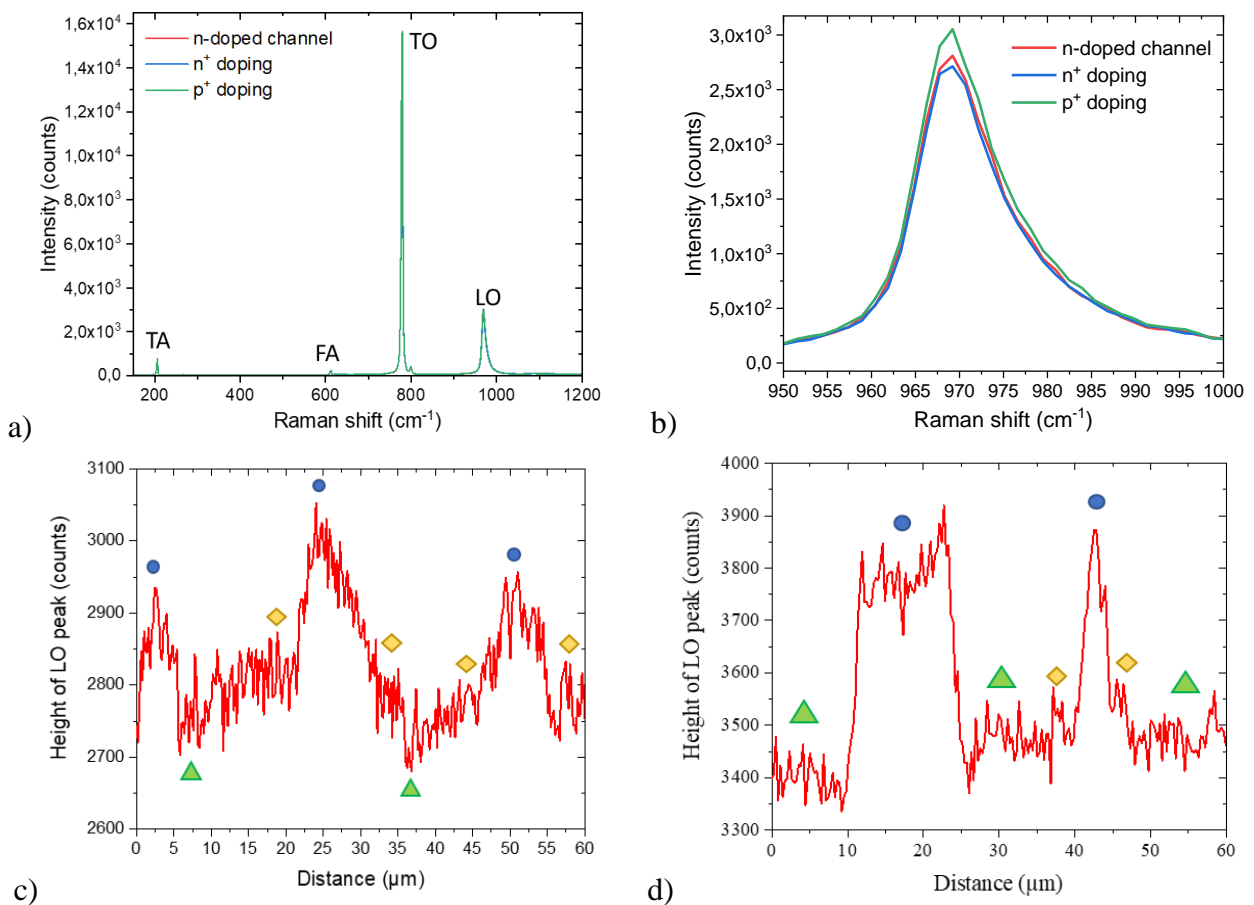 1,6x10⁴
1,4x10⁴
1,2x10⁴
1,0x10⁴
8,0x10³
6,0x10³
4,0x10³
2,0x10³
0,0
Intensity (counts)
n-doped channel
n⁺ doping
p⁺ doping
TA
FA
TO
LO
200 400 600 800 1000 1200
Raman shift (cm⁻¹)
a)
3,0x10³
2,5x10³
2,0x10³
1,5x10³
1,0x10³
5,0x10²
0,0
Intensity (counts)
n-doped channel
n⁺ doping
p⁺ doping
950 955 960 965 970 975 980 985 990 995 1000
Raman shift (cm⁻¹)
b)
3100
3000
2900
2800
2700
2600
Height of LO peak (counts)
0 5 10 15 20 25 30 35 40 45 50 55 60
Distance (µm)
c)
4000
3900
3800
3700
3600
3500
3400
3300
Height of LO peak (counts)
0 10 20 30 40 50 60
Distance (µm)
d)